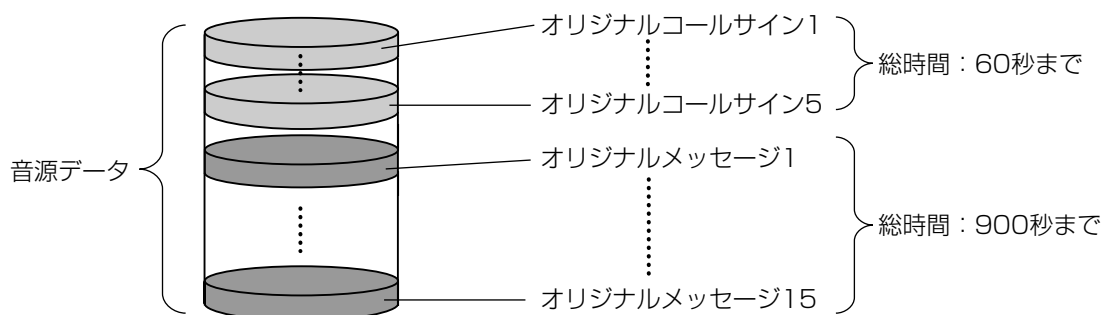 オリジナルコールサイン1
総時間：60秒まで
オリジナルコールサイン5
音源データ
オリジナルメッセージ1
総時間：900秒まで
オリジナルメッセージ15